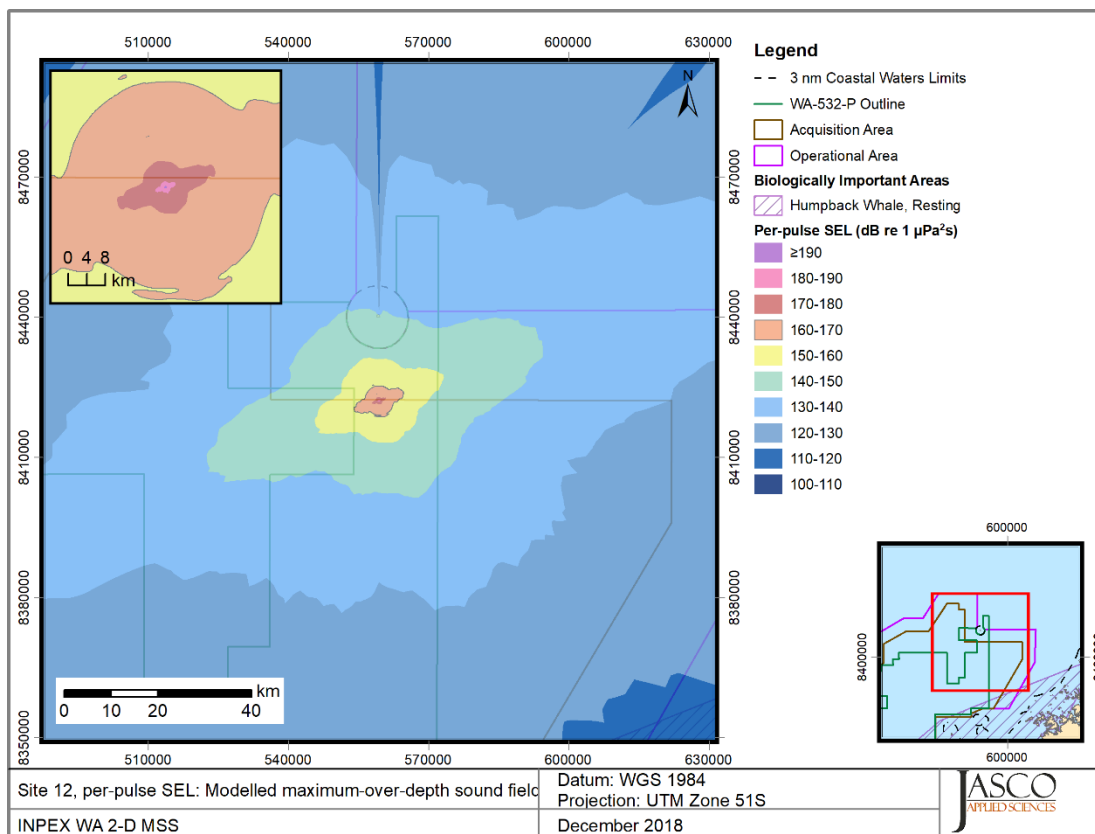 510000 540000 570000 600000 630000
8470000 8470000
8440000 8440000
8410000 8410000
8380000 8380000
8350000 8350000
510000 540000 570000 600000 630000
0 4 8
km
N
km
0 10 20 40
Legend
3 nm Coastal Waters Limits
WA-532-P Outline
Acquisition Area
Operational Area
Biologically Important Areas
Humpback Whale, Resting
Per-pulse SEL (dB re 1 µPa²s)
≥190
180-190
170-180
160-170
150-160
140-150
130-140
120-130
110-120
100-110
600000
8400000
600000
Site 12, per-pulse SEL: Modelled maximum-over-depth sound field
Datum: WGS 1984
Projection: UTM Zone 51S
INPEX WA 2-D MSS
December 2018
JASCO
APPLIED SCIENCES